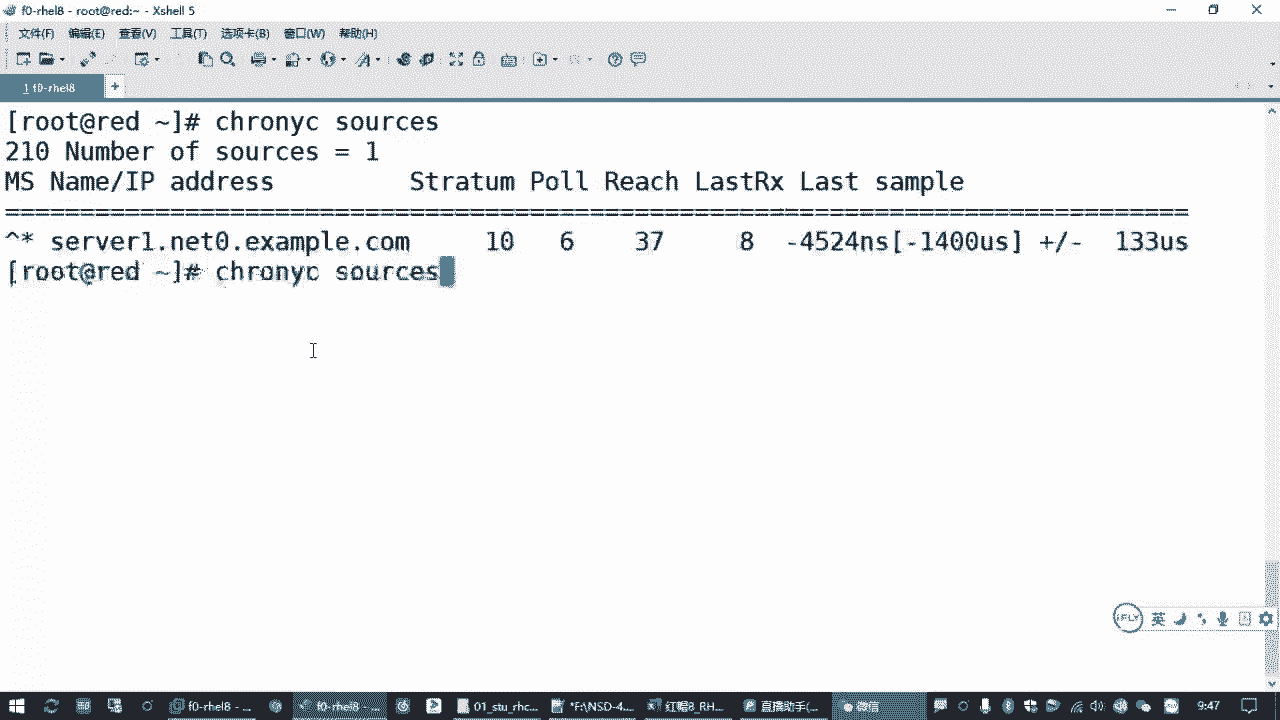 f0-rhel8 - root@red:~ - Xshell 5
文件(F) 编辑(E) 查看(V) 工具(T) 选项卡(B) 窗口(W) 帮助(H)
1 f0-rhel8
[root@red ~]# chronyc sources
210 Number of sources = 1
MS Name/IP address         Stratum Poll Reach LastRx Last sample
===============================================================================
^* server1.net0.example.com     10   6    37     8  -4524ns[-1400us] +/-  133us
[root@red ~]# chronyc sources
iFLY 英
f0-rhel8 - ... f0-rhel8 - ... 01_stu_rhc... *F:\NSD-4... 红帽8_RH... 直播助手(... 微信 9:47